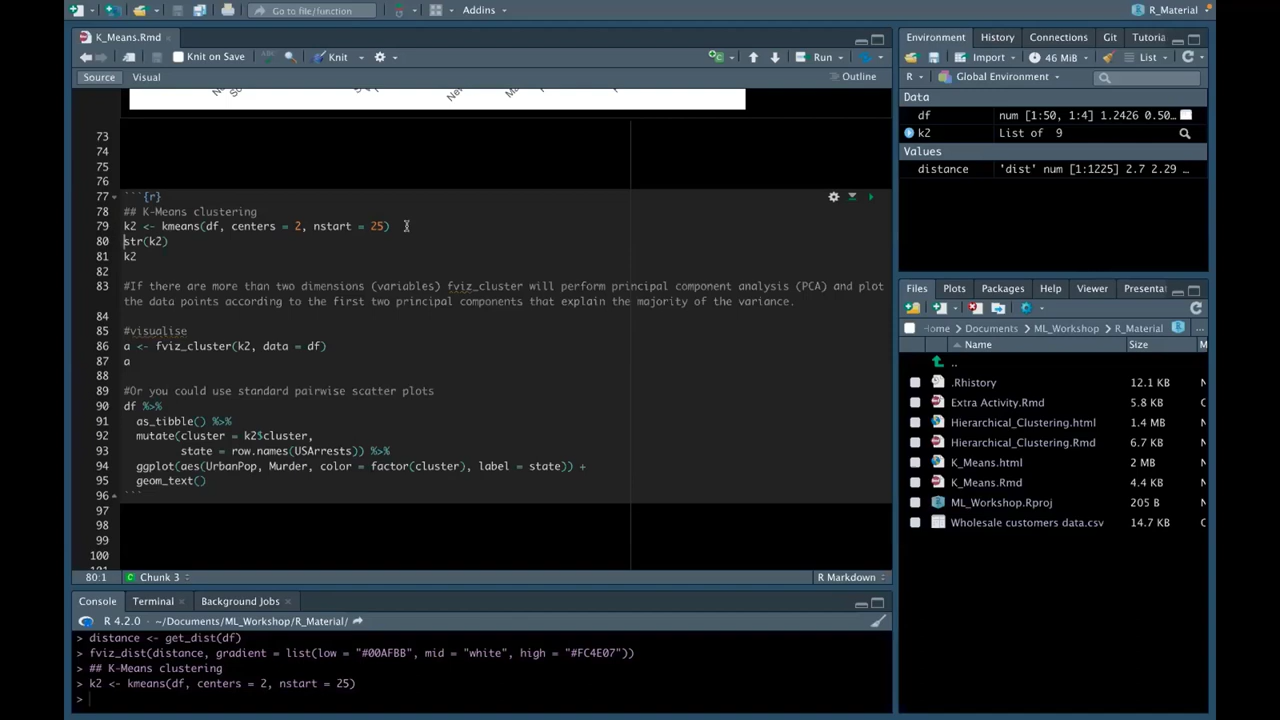 Go to file/function
Addins
R_Material
K_Means.Rmd
Knit on Save
ABC
Knit
Run
Source
Visual
Outline
73
74
75
76
77 ```{r}
78 ## K-Means clustering
79 k2 <- kmeans(df, centers = 2, nstart = 25)
80 str(k2)
81 k2
82
83 #If there are more than two dimensions (variables) fviz_cluster will perform principal component analysis (PCA) and plot
the data points according to the first two principal components that explain the majority of the variance.
84
85 #visualise
86 a <- fviz_cluster(k2, data = df)
87 a
88
89 #Or you could use standard pairwise scatter plots
90 df %>%
91 as_tibble() %>%
92 mutate(cluster = k2$cluster,
93 state = row.names(USArrests)) %>%
94 ggplot(aes(UrbanPop, Murder, color = factor(cluster), label = state)) +
95 geom_text()
96 ```
97
98
99
100
80:1
Chunk 3
R Markdown
Console
Terminal
Background Jobs
R 4.2.0 · ~/Documents/ML_Workshop/R_Material/
> distance <- get_dist(df)
> fviz_dist(distance, gradient = list(low = "#00AFBB", mid = "white", high = "#FC4E07"))
> ## K-Means clustering
> k2 <- kmeans(df, centers = 2, nstart = 25)
>
Environment
History
Connections
Git
Tutoria
Import
46 MiB
List
R
Global Environment
Data
df num [1:50, 1:4] 1.2426 0.50...
k2 List of 9
Values
distance 'dist' num [1:1225] 2.7 2.29 ...
Files
Plots
Packages
Help
Viewer
Presenta
Home
Documents
ML_Workshop
R_Material
...
Name
Size
..
.Rhistory 12.1 KB
Extra Activity.Rmd 5.8 KB
Hierarchical_Clustering.html 1.4 MB
Hierarchical_Clustering.Rmd 6.7 KB
K_Means.html 2 MB
K_Means.Rmd 4.4 KB
ML_Workshop.Rproj 205 B
Wholesale customers data.csv 14.7 KB